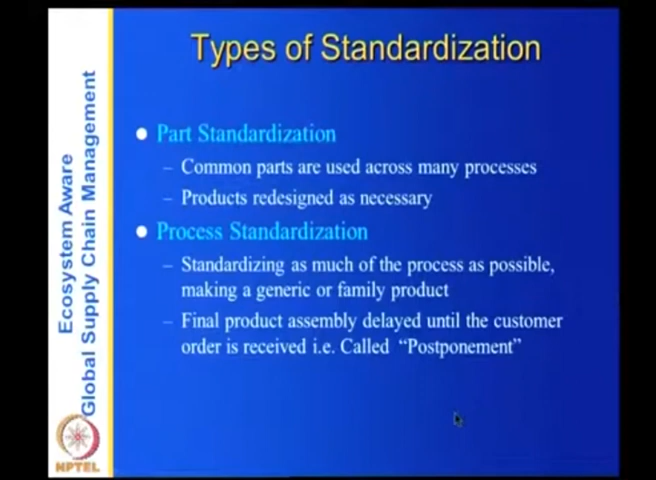 Types of Standardization
Part Standardization
– Common parts are used across many processes
– Products redesigned as necessary
Process Standardization
– Standardizing as much of the process as possible,
making a generic or family product
– Final product assembly delayed until the customer
order is received i.e. Called “Postponement”
Ecosystem Aware
Global Supply Chain Management
NPTEL